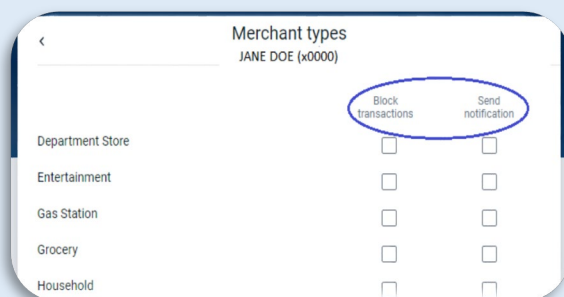 Merchant types
JANE DOE (x0000)
Block transactions
Send notification
Department Store
Entertainment
Gas Station
Grocery
Household